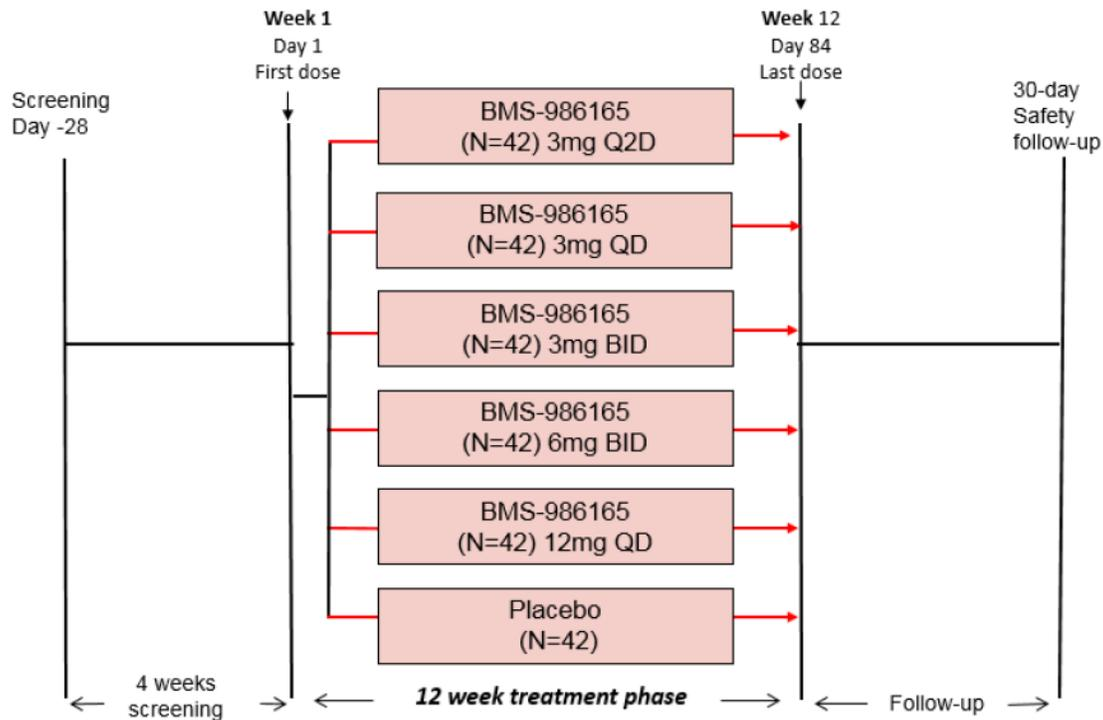 Week 1
Day 1
First dose
Week 12
Day 84
Last dose
Screening
Day -28
30-day
Safety
follow-up
BMS-986165
(N=42) 3mg Q2D
BMS-986165
(N=42) 3mg QD
BMS-986165
(N=42) 3mg BID
BMS-986165
(N=42) 6mg BID
BMS-986165
(N=42) 12mg QD
Placebo
(N=42)
4 weeks
screening
12 week treatment phase
Follow-up